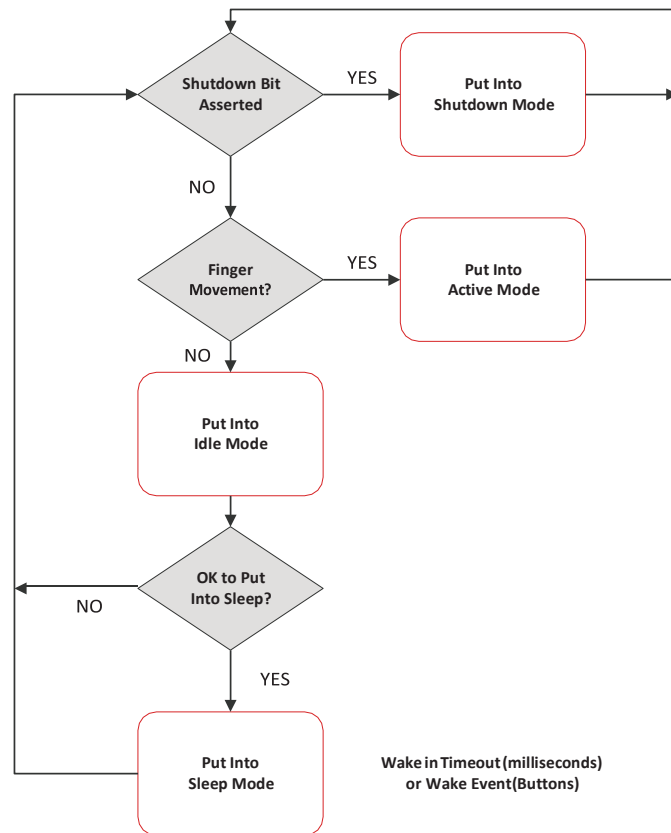 Shutdown Bit
Asserted
YES
Put Into
Shutdown Mode
NO
Finger
Movement?
YES
Put Into
Active Mode
NO
Put Into
Idle Mode
OK to Put
Into Sleep?
NO
YES
Put Into
Sleep Mode
Wake in Timeout (milliseconds)
or Wake Event(Buttons)